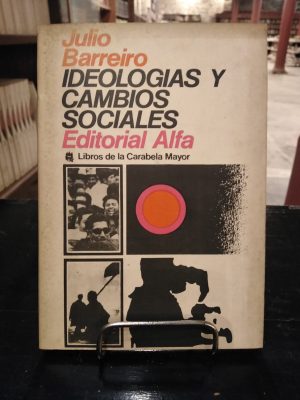 Julio
Barreiro
IDEOLOGIAS Y
CAMBIOS
SOCIALES
Editorial Alfa
Libros de la Carabela Mayor